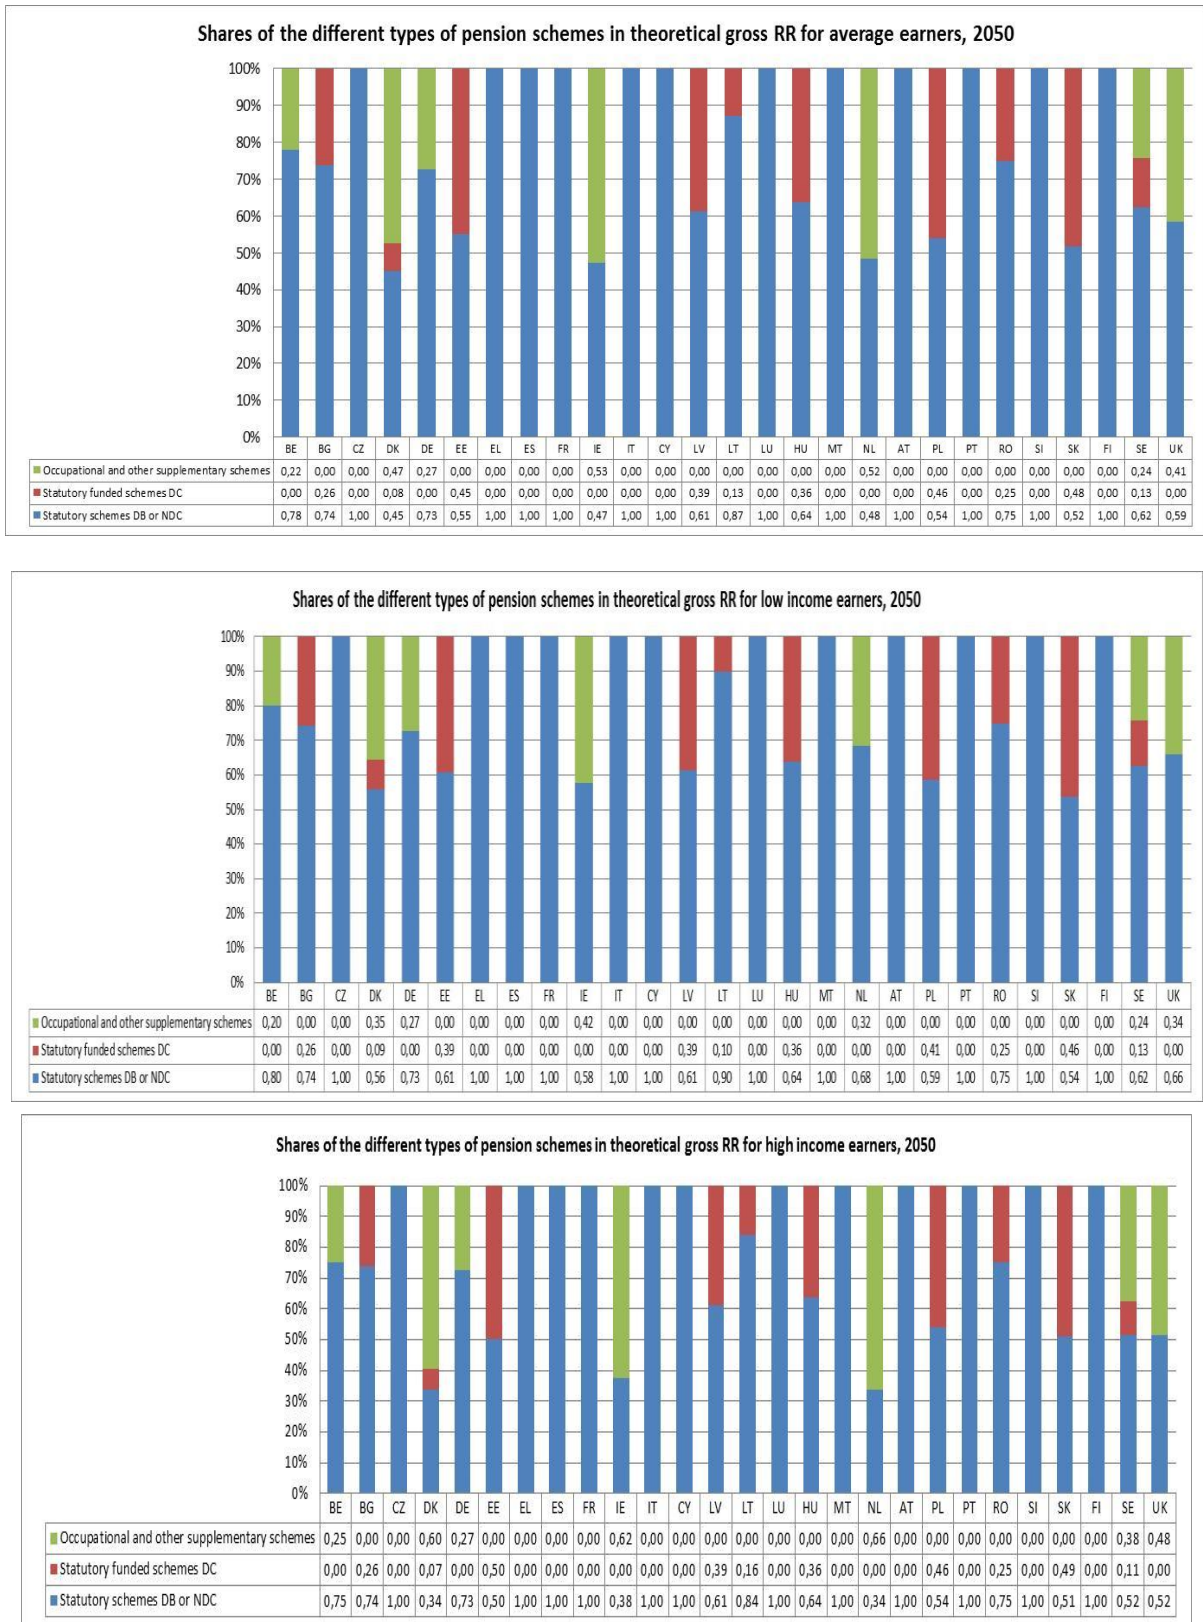 Shares of the different types of pension schemes in theoretical gross RR for average earners, 2050
100%
90%
80%
70%
60%
50%
40%
30%
20%
10%
0%
BE BG CZ DK DE EE EL ES FR IE IT CY LV LT LU HU MT NL AT PL PT RO SI SK FI SE UK
Occupational and other supplementary schemes 0,22 0,00 0,00 0,47 0,27 0,00 0,00 0,00 0,00 0,53 0,00 0,00 0,00 0,00 0,00 0,00 0,00 0,52 0,00 0,00 0,00 0,00 0,00 0,00 0,00 0,24 0,41
Statutory funded schemes DC 0,00 0,26 0,00 0,08 0,00 0,45 0,00 0,00 0,00 0,00 0,00 0,00 0,39 0,13 0,00 0,36 0,00 0,00 0,00 0,46 0,00 0,25 0,00 0,48 0,00 0,13 0,00
Statutory schemes DB or NDC 0,78 0,74 1,00 0,45 0,73 0,55 1,00 1,00 1,00 0,47 1,00 1,00 0,61 0,87 1,00 0,64 1,00 0,48 1,00 0,54 1,00 0,75 1,00 0,52 1,00 0,62 0,59
Shares of the different types of pension schemes in theoretical gross RR for low income earners, 2050
100%
90%
80%
70%
60%
50%
40%
30%
20%
10%
0%
BE BG CZ DK DE EE EL ES FR IE IT CY LV LT LU HU MT NL AT PL PT RO SI SK FI SE UK
Occupational and other supplementary schemes 0,20 0,00 0,00 0,35 0,27 0,00 0,00 0,00 0,00 0,42 0,00 0,00 0,00 0,00 0,00 0,00 0,00 0,32 0,00 0,00 0,00 0,00 0,00 0,00 0,00 0,24 0,34
Statutory funded schemes DC 0,00 0,26 0,00 0,09 0,00 0,39 0,00 0,00 0,00 0,00 0,00 0,00 0,39 0,10 0,00 0,36 0,00 0,00 0,00 0,41 0,00 0,25 0,00 0,46 0,00 0,13 0,00
Statutory schemes DB or NDC 0,80 0,74 1,00 0,56 0,73 0,61 1,00 1,00 1,00 0,58 1,00 1,00 0,61 0,90 1,00 0,64 1,00 0,68 1,00 0,59 1,00 0,75 1,00 0,54 1,00 0,62 0,66
Shares of the different types of pension schemes in theoretical gross RR for high income earners, 2050
100%
90%
80%
70%
60%
50%
40%
30%
20%
10%
0%
BE BG CZ DK DE EE EL ES FR IE IT CY LV LT LU HU MT NL AT PL PT RO SI SK FI SE UK
Occupational and other supplementary schemes 0,25 0,00 0,00 0,60 0,27 0,00 0,00 0,00 0,00 0,62 0,00 0,00 0,00 0,00 0,00 0,00 0,00 0,66 0,00 0,00 0,00 0,00 0,00 0,00 0,00 0,38 0,48
Statutory funded schemes DC 0,00 0,26 0,00 0,07 0,00 0,50 0,00 0,00 0,00 0,00 0,00 0,00 0,39 0,16 0,00 0,36 0,00 0,00 0,00 0,46 0,00 0,25 0,00 0,49 0,00 0,11 0,00
Statutory schemes DB or NDC 0,75 0,74 1,00 0,34 0,73 0,50 1,00 1,00 1,00 0,38 1,00 1,00 0,61 0,84 1,00 0,64 1,00 0,34 1,00 0,54 1,00 0,75 1,00 0,51 1,00 0,52 0,52